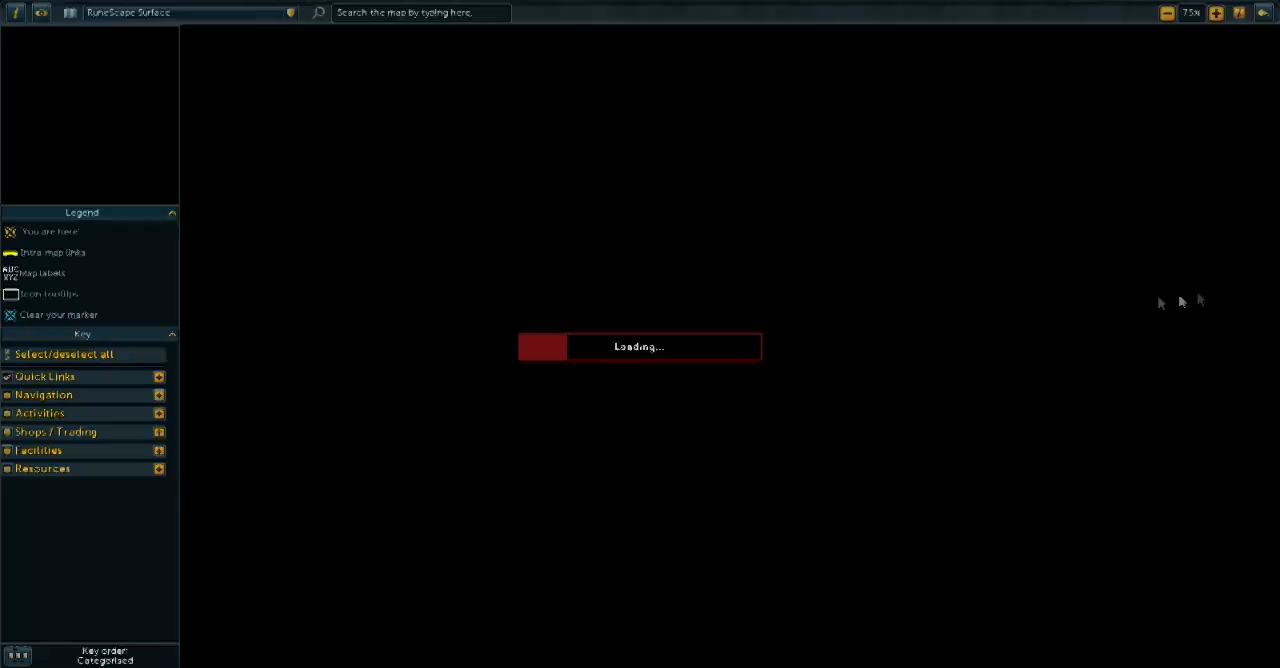 RuneScape Surface
Search the map by typing here.
75%
Legend
You are here!
Intra map links
ABC
XYZ
Map labels
Icon tooltips
Clear your marker
Key
Select/deselect all
Quick Links
Navigation
Activities
Shops / Trading
Facilities
Resources
Loading...
Key order:
Categorised